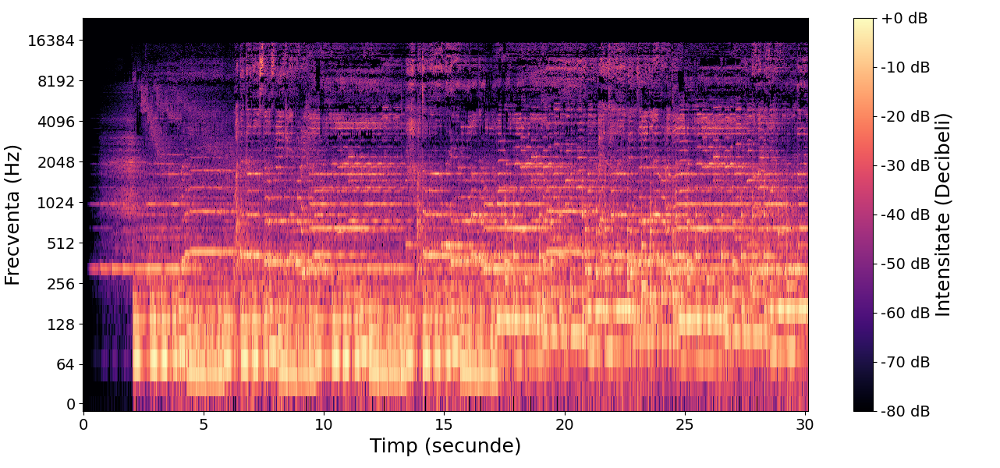 16384
8192
4096
2048
1024
512
256
128
64
0
Frecventa (Hz)
0 5 10 15 20 25 30
Timp (secunde)
+0 dB
-10 dB
-20 dB
-30 dB
-40 dB
-50 dB
-60 dB
-70 dB
-80 dB
Intensitate (Decibeli)